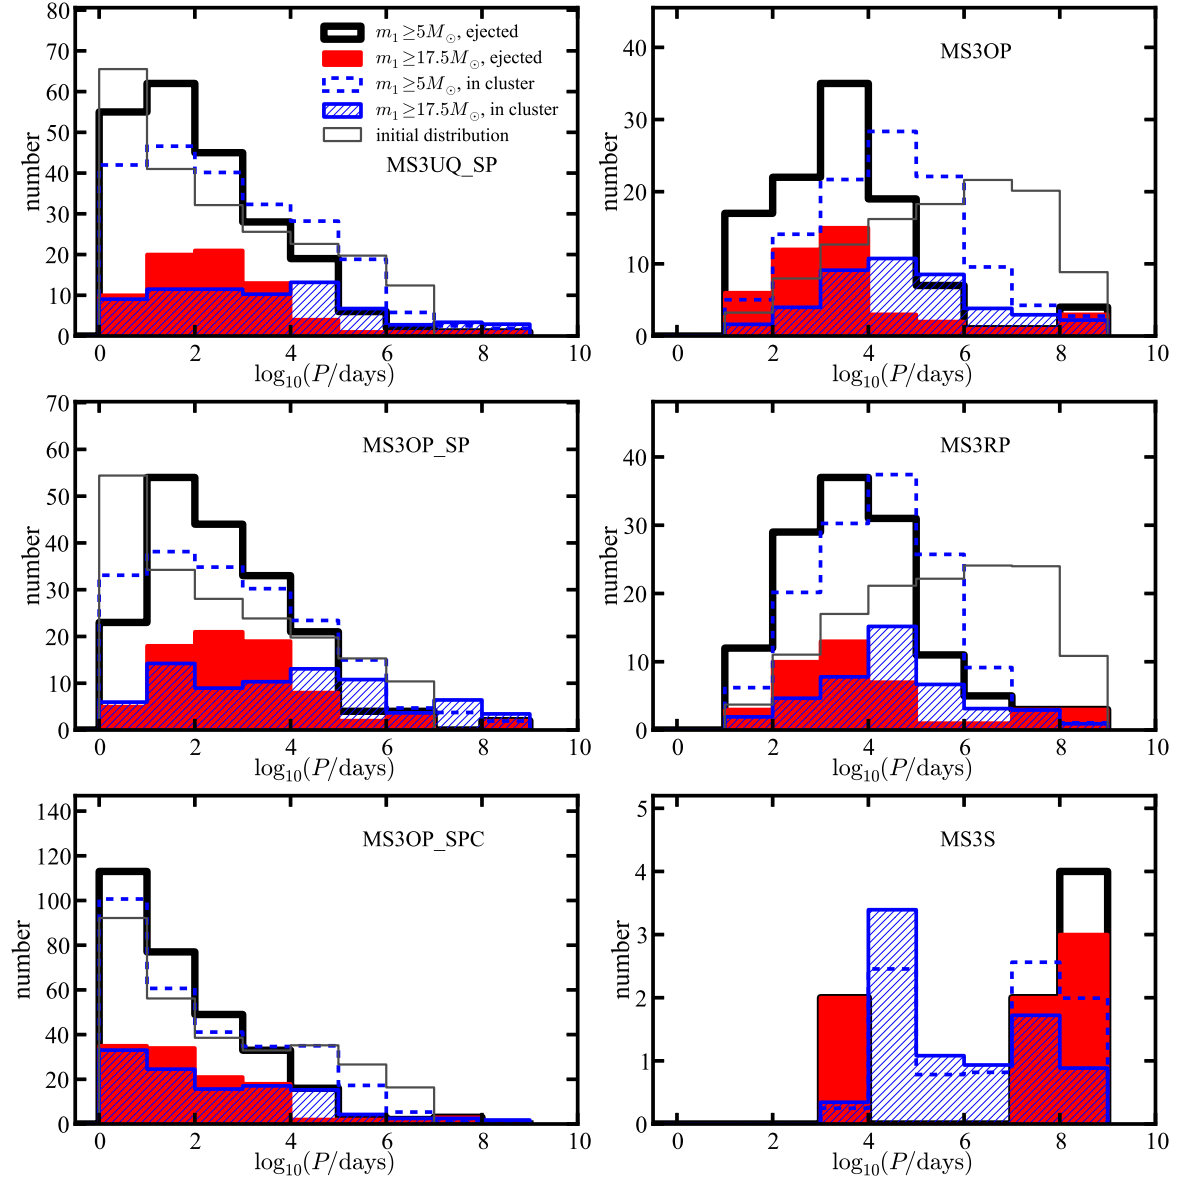 80
70
60
50
40
30
20
10
0
number
m₁≥5M☉, ejected
m₁≥17.5M☉, ejected
m₁≥5M☉, in cluster
m₁≥17.5M☉, in cluster
initial distribution
MS3UQ_SP
0 2 4 6 8 10
log₁₀(P/days)
40
30
20
10
0
number
MS3OP
0 2 4 6 8 10
log₁₀(P/days)
70
60
50
40
30
20
10
0
number
MS3OP_SP
0 2 4 6 8 10
log₁₀(P/days)
40
30
20
10
0
number
MS3RP
0 2 4 6 8 10
log₁₀(P/days)
140
120
100
80
60
40
20
0
number
MS3OP_SPC
0 2 4 6 8 10
log₁₀(P/days)
5
4
3
2
1
0
number
MS3S
0 2 4 6 8 10
log₁₀(P/days)